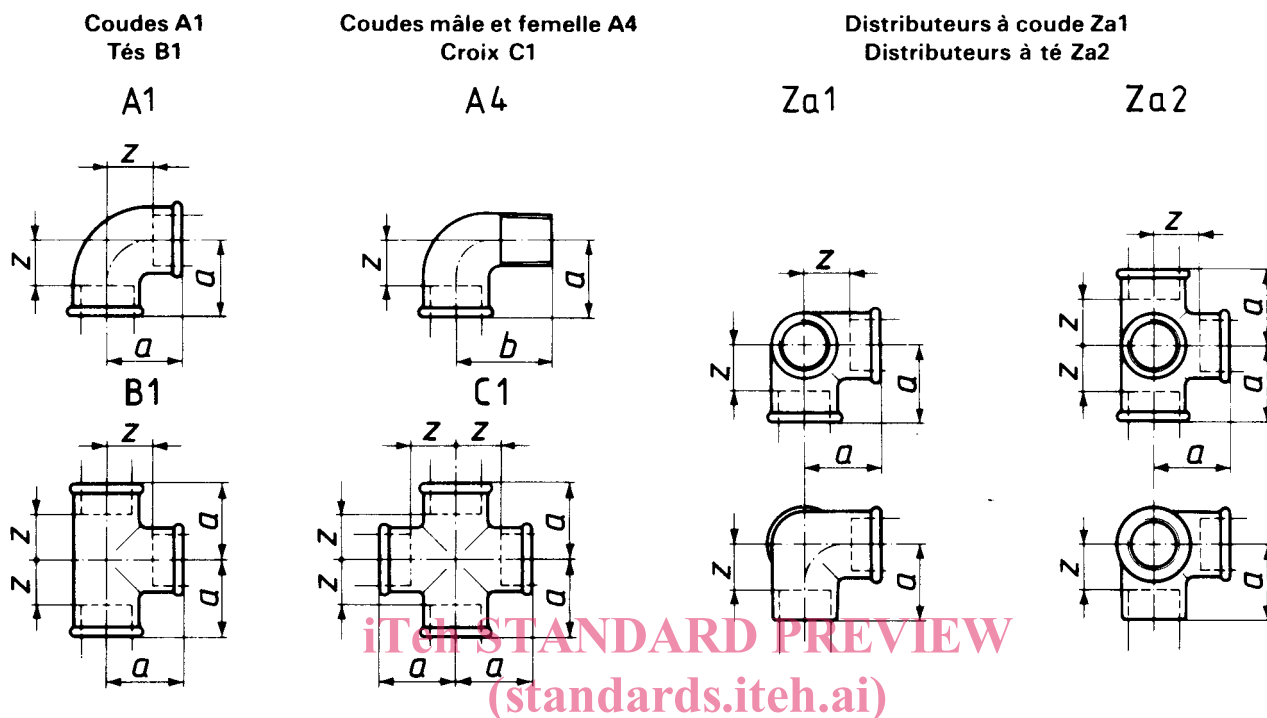 Coudes A1
Tés B1
Coudes mâle et femelle A4
Croix C1
Distributeurs à coude Za1
Distributeurs à té Za2
A1
A4
Za1
Za2
z
z
a
a
z
a
b
z
z
a
a
z
z
z
a
a
a
B1
C1
z
z
z
a
a
a
z
z
z
z
a
a
a
a
z
a
z
a
iTeh STANDARD PREVIEW
(standards.iteh.ai)